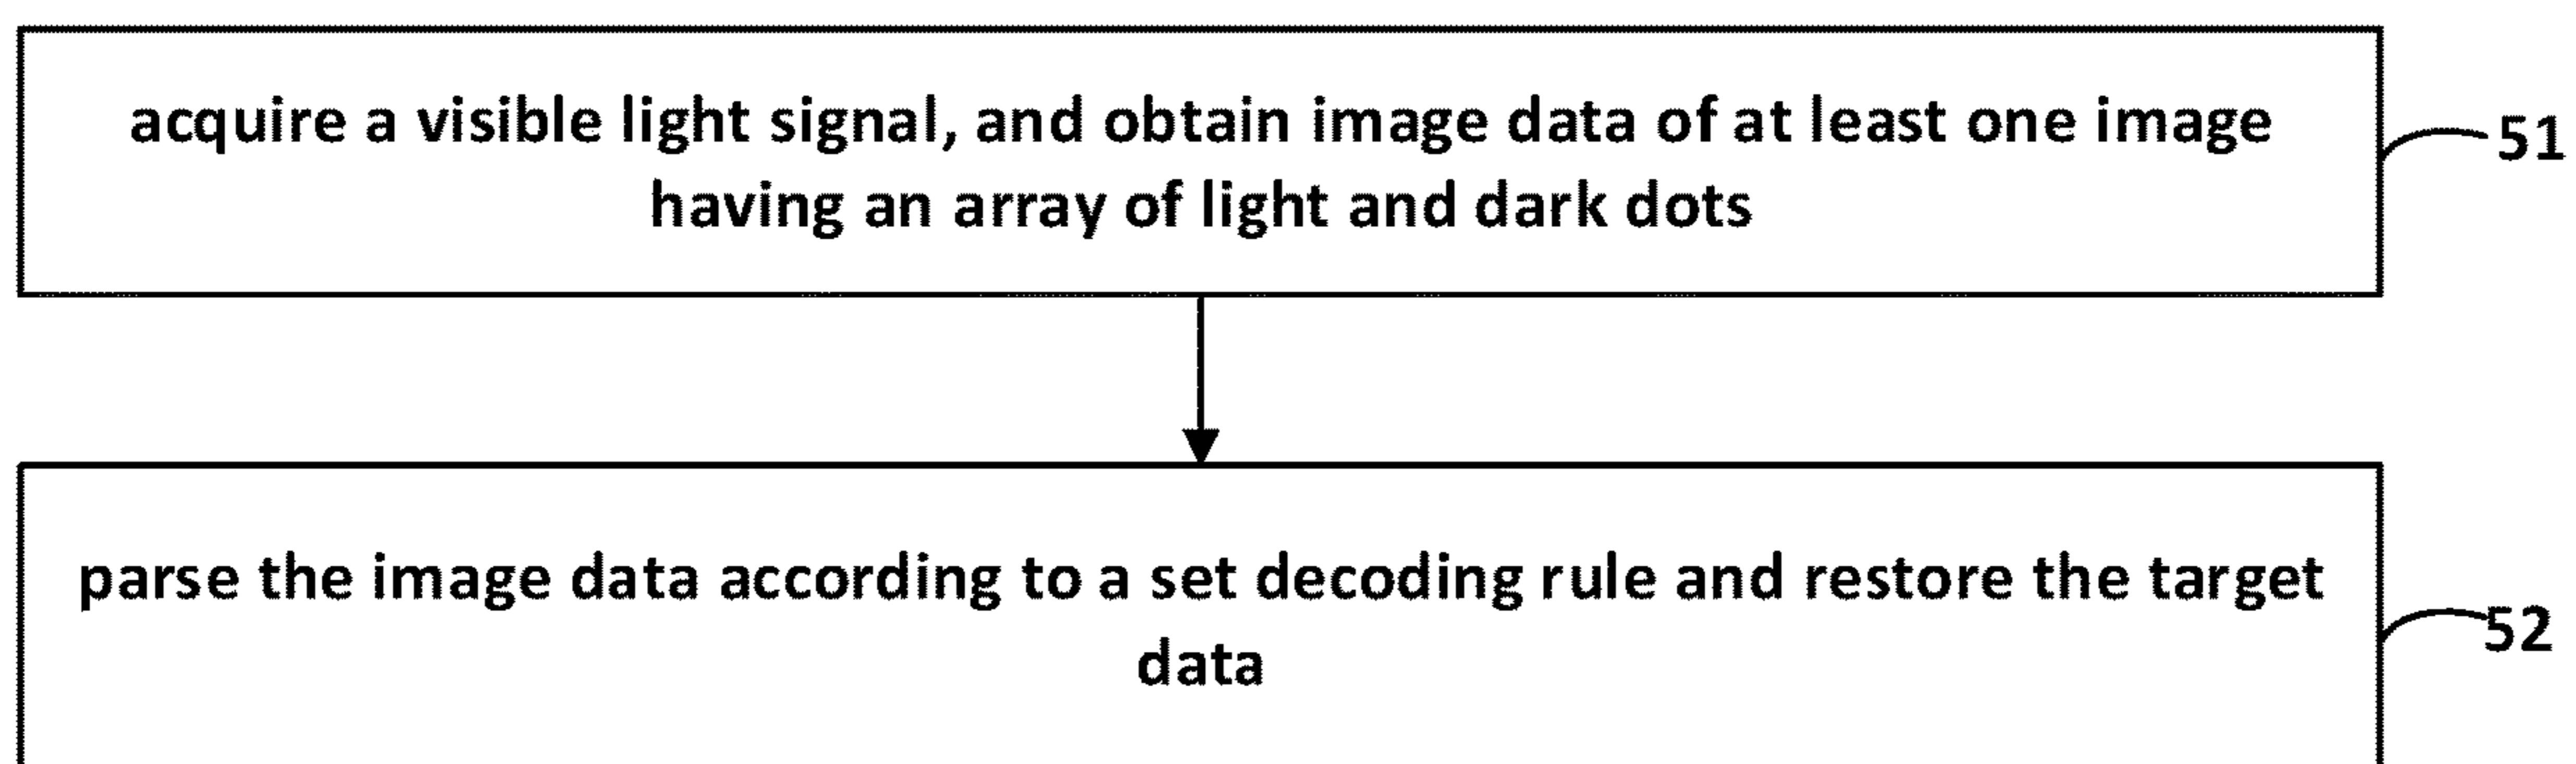 acquire a visible light signal, and obtain image data of at least one image
having an array of light and dark dots
51
parse the image data according to a set decoding rule and restore the target
data
52